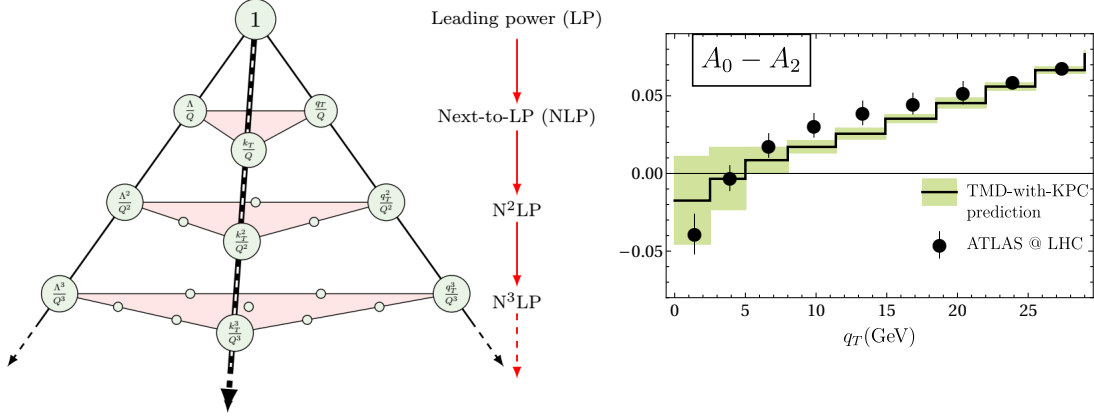 1
Leading power (LP)
Λ/Q
q_T/Q
k_T/Q
Next-to-LP (NLP)
Λ²/Q²
q_T²/Q²
k_T²/Q²
N²LP
Λ³/Q³
q_T³/Q³
k_T³/Q³
N³LP
A₀ − A₂
0.05
0.00
−0.05
TMD-with-KPC
prediction
ATLAS @ LHC
0 5 10 15 20 25
q_T(GeV)